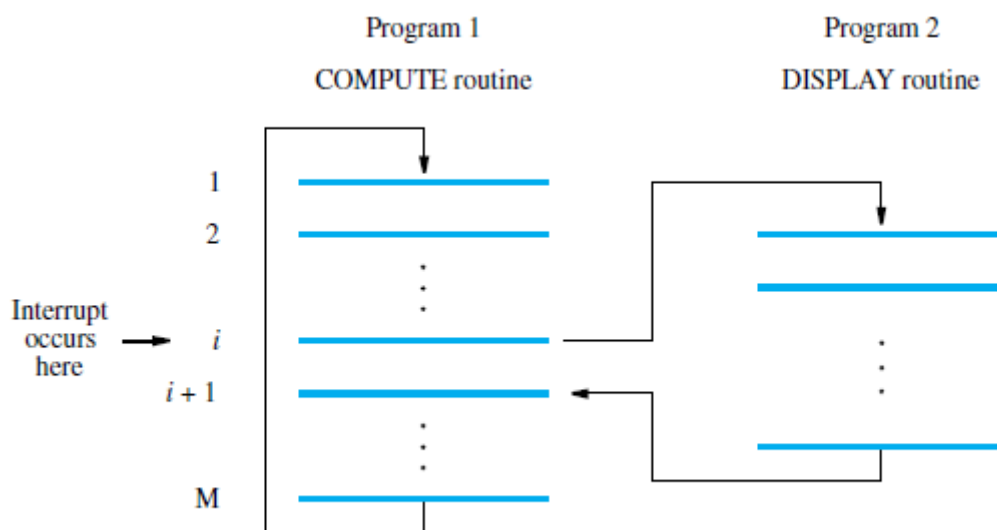 Program 1
COMPUTE routine
Program 2
DISPLAY routine
1
2
Interrupt
occurs
here
i
i + 1
M